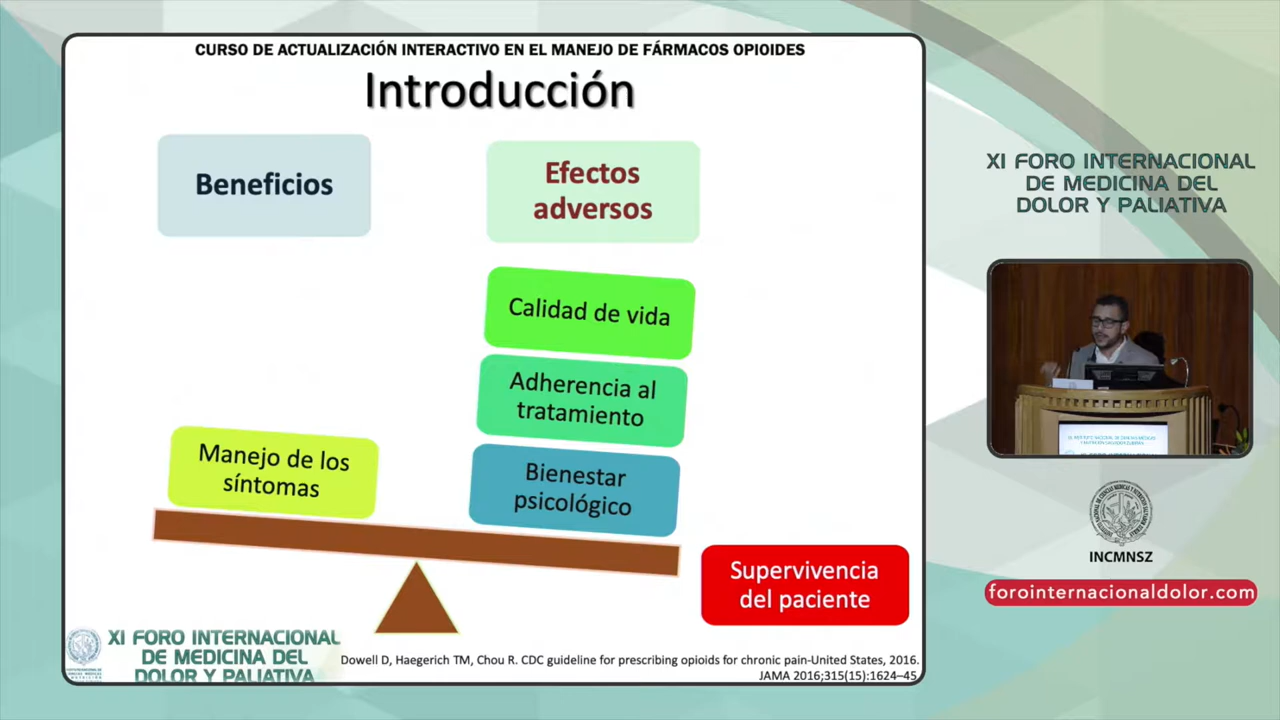 CURSO DE ACTUALIZACIÓN INTERACTIVO EN EL MANEJO DE FÁRMACOS OPIOIDES
Introducción
Beneficios
Efectos
adversos
Calidad de vida
Adherencia al
tratamiento
Manejo de los
síntomas
Bienestar
psicológico
Supervivencia
del paciente
XI FORO INTERNACIONAL
DE MEDICINA DEL
DOLOR Y PALIATIVA
Dowell D, Haegerich TM, Chou R. CDC guideline for prescribing opioids for chronic pain-United States, 2016.
JAMA 2016;315(15):1624–45
XI FORO INTERNACIONAL
DE MEDICINA DEL
DOLOR Y PALIATIVA
INCMNSZ
forointernacionaldolor.com